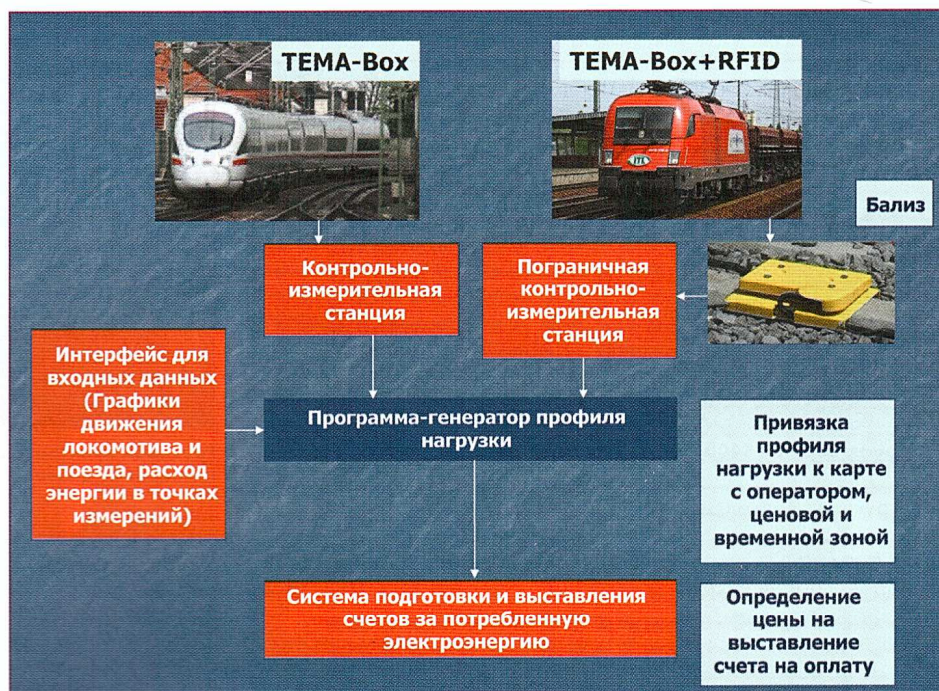 TEMA-Box
TEMA-Box+RFID
ITL
Бализ
Контрольно-
измерительная
станция
Пограничная
контрольно-
измерительная
станция
Интерфейс для
входных данных
(Графики
движения
локомотива и
поезда, расход
энергии в точках
измерений)
Программа-генератор профиля
нагрузки
Привязка
профиля
нагрузки к карте
с оператором,
ценовой и
временной зоной
Система подготовки и выставления
счетов за потребленную
электроэнергию
Определение
цены на
выставление
счета на оплату